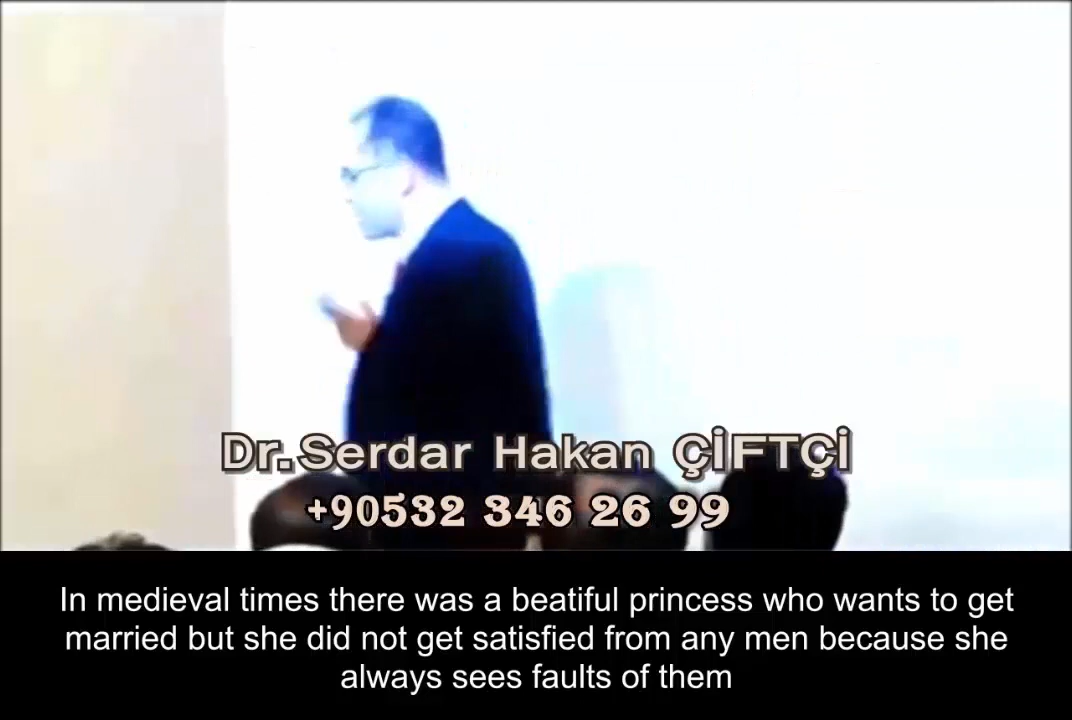 Dr.Serdar Hakan ÇİFTÇİ
+90532 346 26 99
In medieval times there was a beatiful princess who wants to get
married but she did not get satisfied from any men because she
always sees faults of them